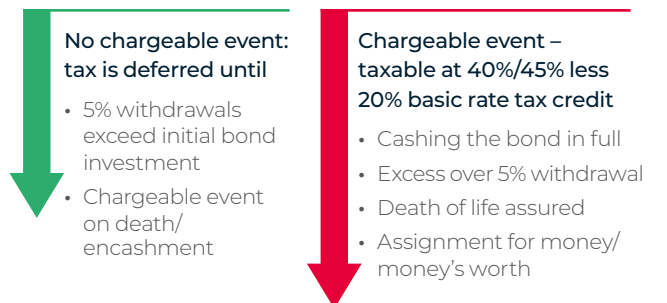 No chargeable event:
tax is deferred until
• 5% withdrawals
exceed initial bond
investment
• Chargeable event
on death/
encashment
Chargeable event –
taxable at 40%/45% less
20% basic rate tax credit
• Cashing the bond in full
• Excess over 5% withdrawal
• Death of life assured
• Assignment for money/
money’s worth